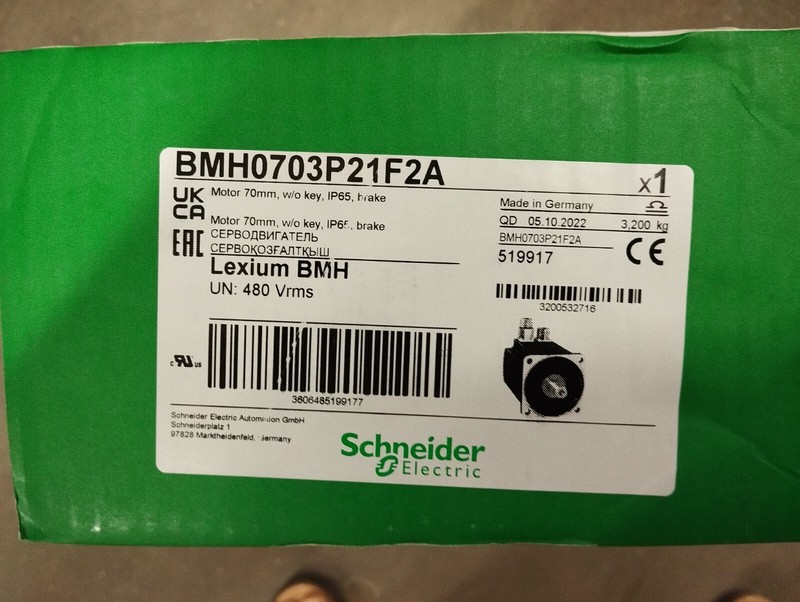 BMH0703P21F2A
x1
UK
CA
Motor 70mm, w/o key, IP65, brake
Made in Germany
QD 05.10.2022 3,200 kg
Motor 70mm, w/o key, IP65, brake
BMH0703P21F2A
EAC
СЕРВОДВИГАТЕЛЬ
СЕРВОҚОЗҒАЛТҚЫШ
519917
CE
Lexium BMH
UN: 480 Vrms
3200532716
c RU us
3606485199177
Schneider Electric Automation GmbH
Schneiderplatz 1
97828 Marktheidenfeld, Germany
Schneider
Electric